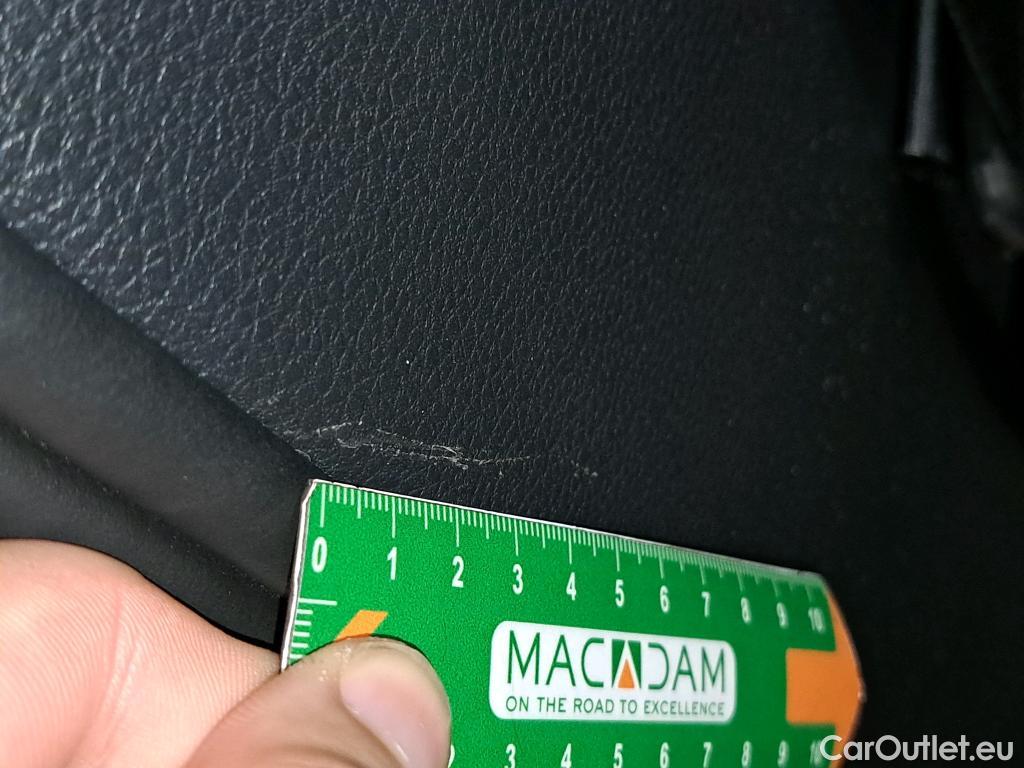 0 1 2 3 4 5 6 7 8 9 10
MACADAM
ON THE ROAD TO EXCELLENCE
2 3 4 5 6 7 8 9 10
CarOutlet.eu